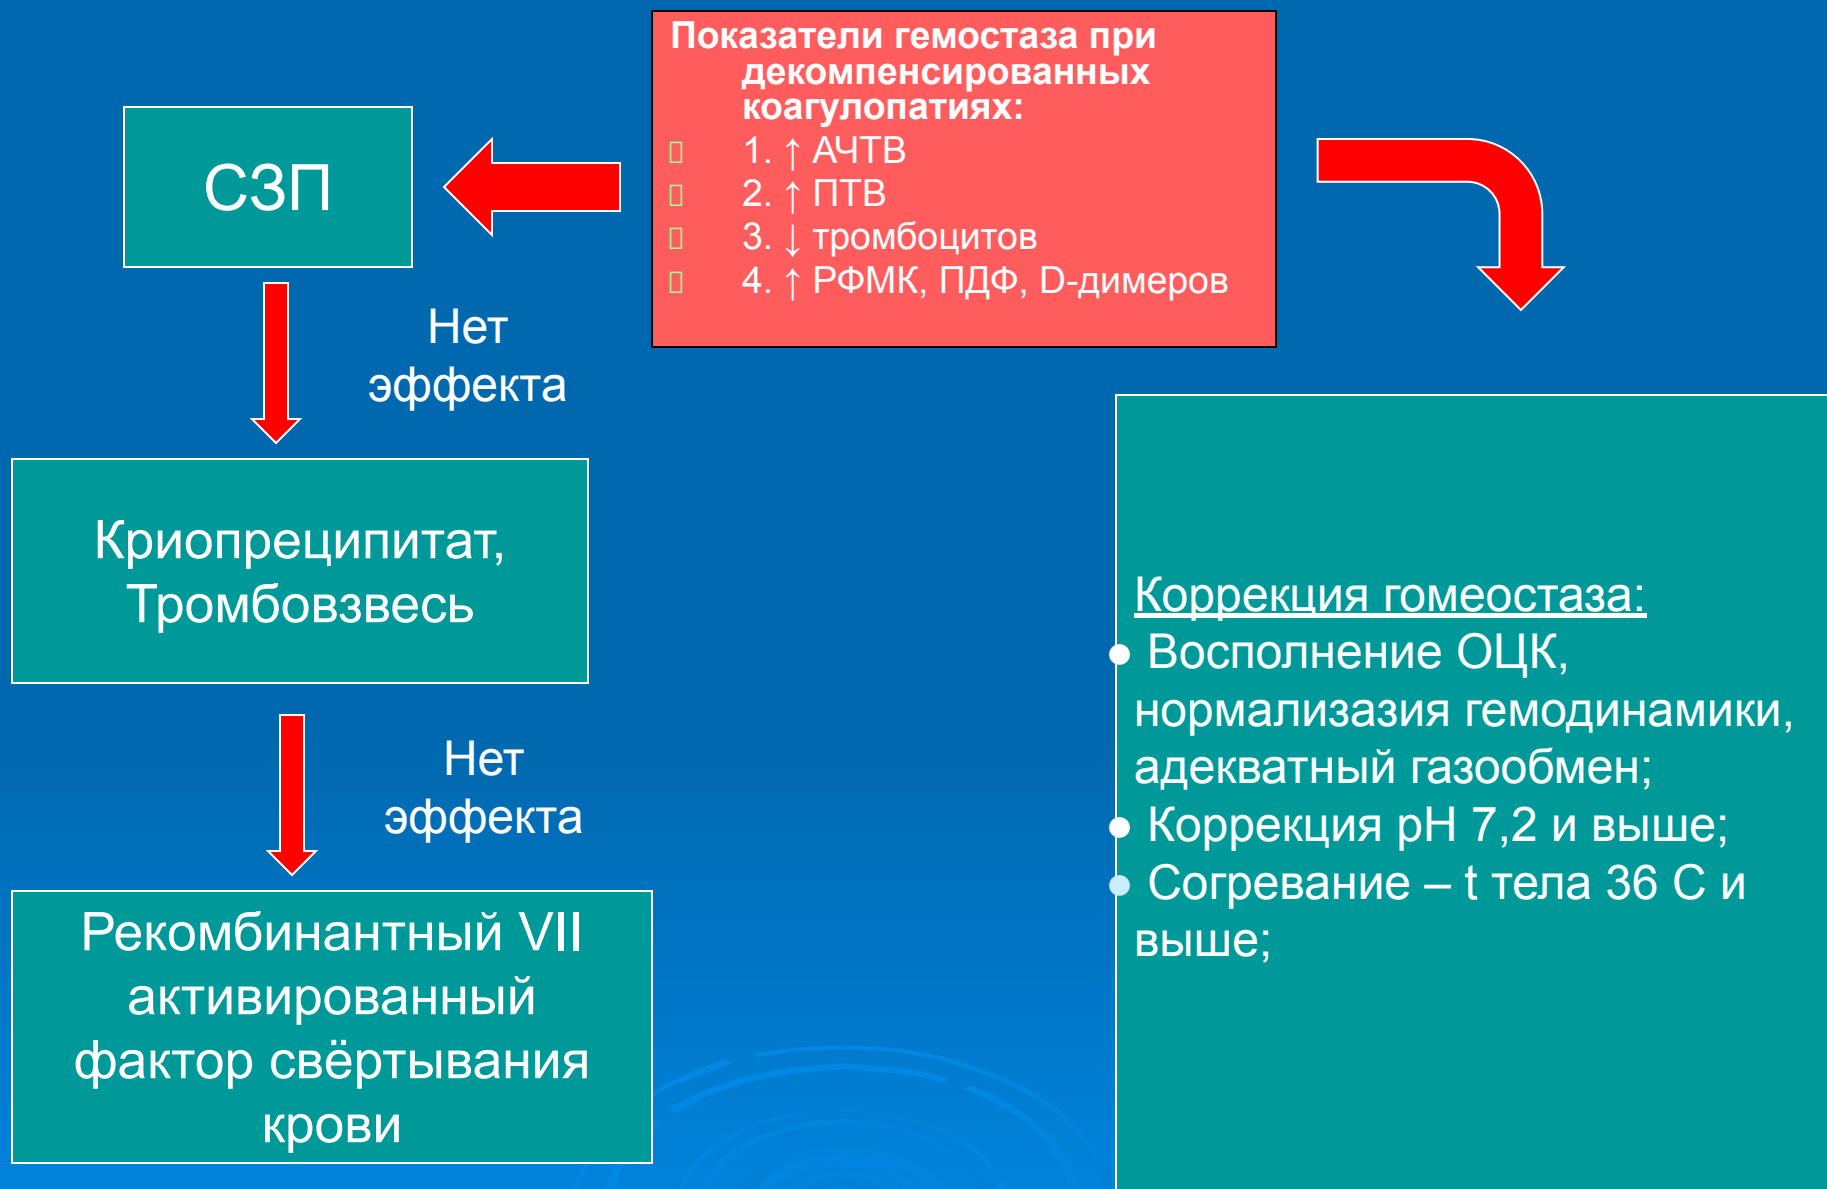 Показатели гемостаза при
декомпенсированных
коагулопатиях:
1. ↑ АЧТВ
2. ↑ ПТВ
3. ↓ тромбоцитов
4. ↑ РФМК, ПДФ, D-димеров
СЗП
Нет
эффекта
Криопреципитат,
Тромбовзвесь
Нет
эффекта
Рекомбинантный VII
активированный
фактор свёртывания
крови
Коррекция гомеостаза:
● Восполнение ОЦК,
нормализазия гемодинамики,
адекватный газообмен;
● Коррекция рН 7,2 и выше;
● Согревание – t тела 36 С и
выше;